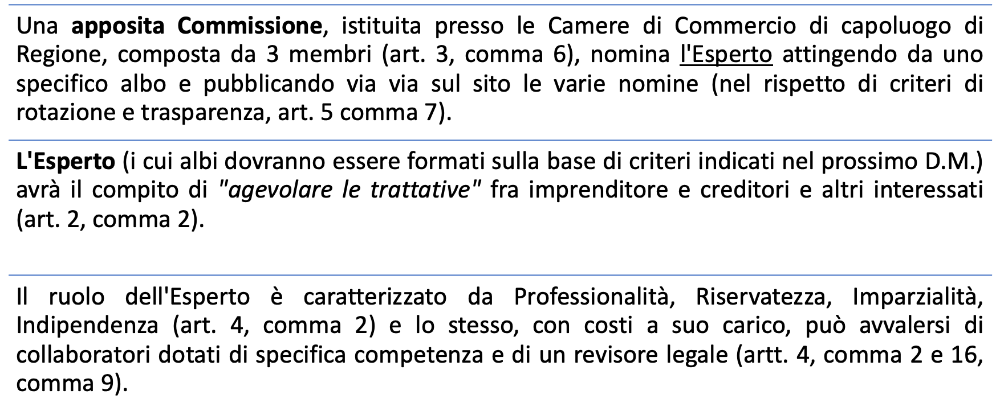 Una apposita Commissione, istituita presso le Camere di Commercio di capoluogo di
Regione, composta da 3 membri (art. 3, comma 6), nomina l'Esperto attingendo da uno
specifico albo e pubblicando via via sul sito le varie nomine (nel rispetto di criteri di
rotazione e trasparenza, art. 5 comma 7).
L'Esperto (i cui albi dovranno essere formati sulla base di criteri indicati nel prossimo D.M.)
avrà il compito di "agevolare le trattative" fra imprenditore e creditori e altri interessati
(art. 2, comma 2).
Il ruolo dell'Esperto è caratterizzato da Professionalità, Riservatezza, Imparzialità,
Indipendenza (art. 4, comma 2) e lo stesso, con costi a suo carico, può avvalersi di
collaboratori dotati di specifica competenza e di un revisore legale (artt. 4, comma 2 e 16,
comma 9).